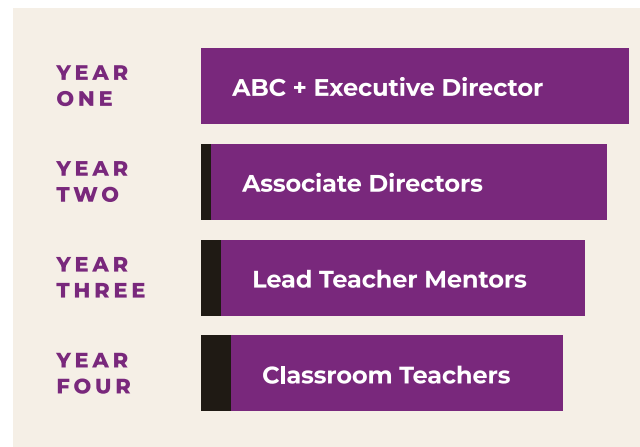 YEAR
ONE
ABC + Executive Director
YEAR
TWO
Associate Directors
YEAR
THREE
Lead Teacher Mentors
YEAR
FOUR
Classroom Teachers